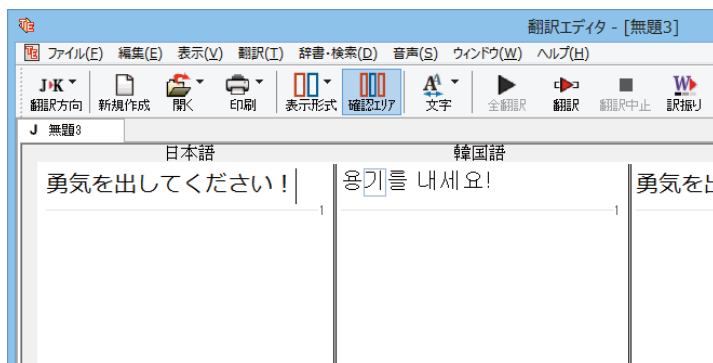 翻訳エディタ - [無題3]
ファイル(F) 編集(E) 表示(V) 翻訳(T) 辞書・検索(D) 音声(S) ウィンドウ(W) ヘルプ(H)
J K
翻訳方向 新規作成 開く 印刷 表示形式 確認エリア 文字 全翻訳 翻訳 翻訳中止 訳振り
J 無題3
日本語 韓国語
勇気を出してください! 용기를 내세요! 勇気を出
1 1